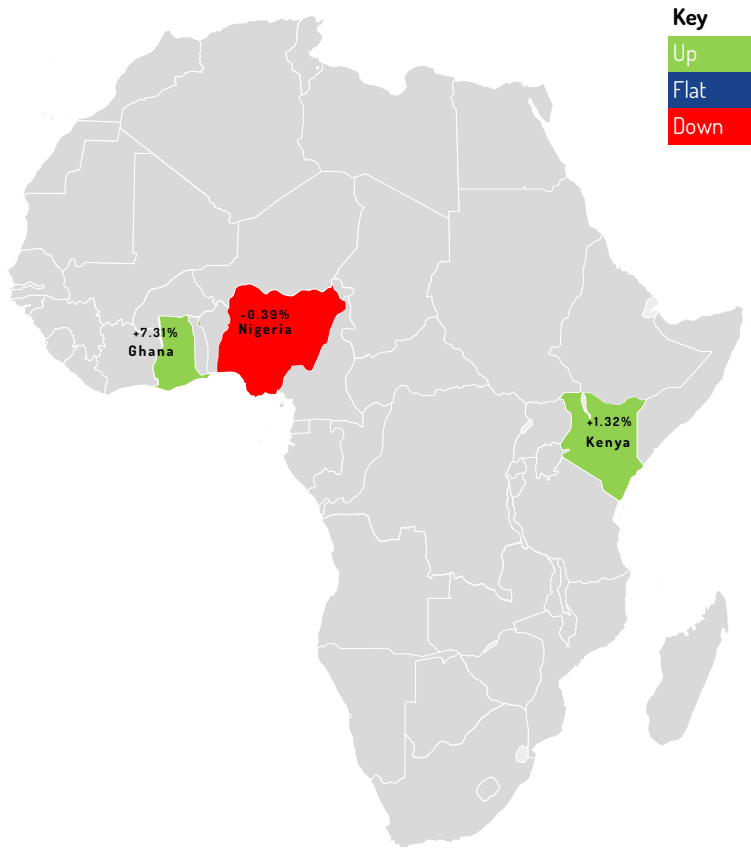 Key
Up
Flat
Down
-0.39%
Nigeria
+7.31%
Ghana
+1.32%
Kenya